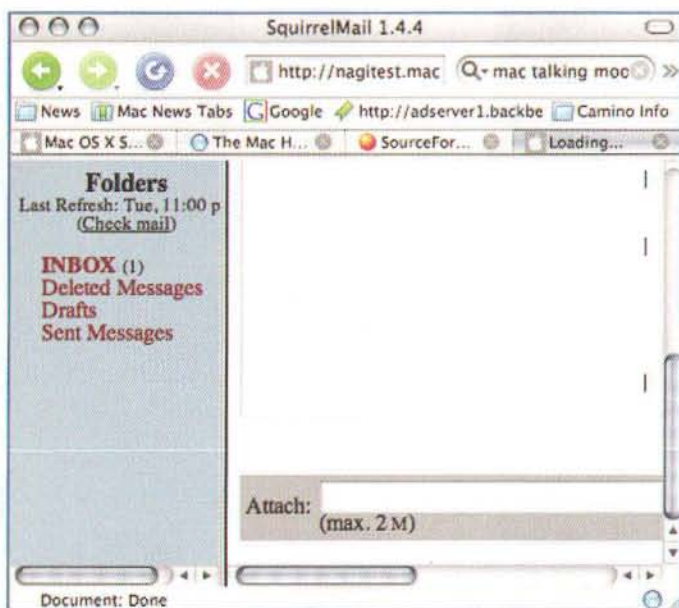 SquirrelMail 1.4.4
http://nagitest.mac mac talking moo
News Mac News Tabs Google http://adserver1.backbe Camino Info
Mac OS X S... The Mac H... SourceFor... Loading...
Folders
Last Refresh: Tue, 11:00 p
(Check mail)
INBOX (1)
Deleted Messages
Drafts
Sent Messages
Attach:
(max. 2 M)
Document: Done